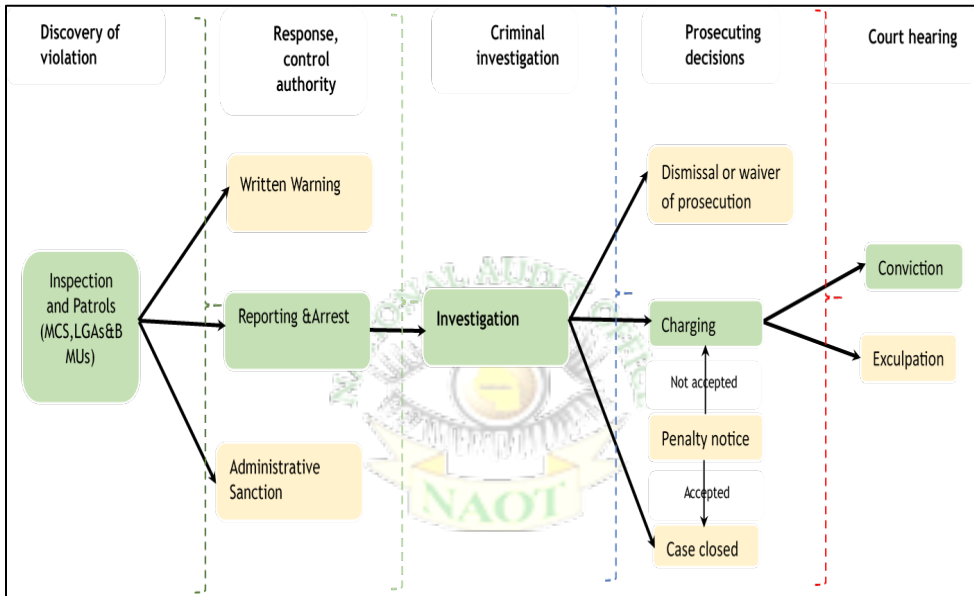 Discovery of
violation
Response,
control
authority
Criminal
investigation
Prosecuting
decisions
Court hearing
Written Warning
Dismissal or waiver
of prosecution
Inspection
and Patrols
(MCS,LGAs&B
MUs)
Reporting &Arrest
Investigation
Charging
Conviction
Exculpation
Not accepted
Penalty notice
Accepted
Administrative
Sanction
Case closed
NAOT